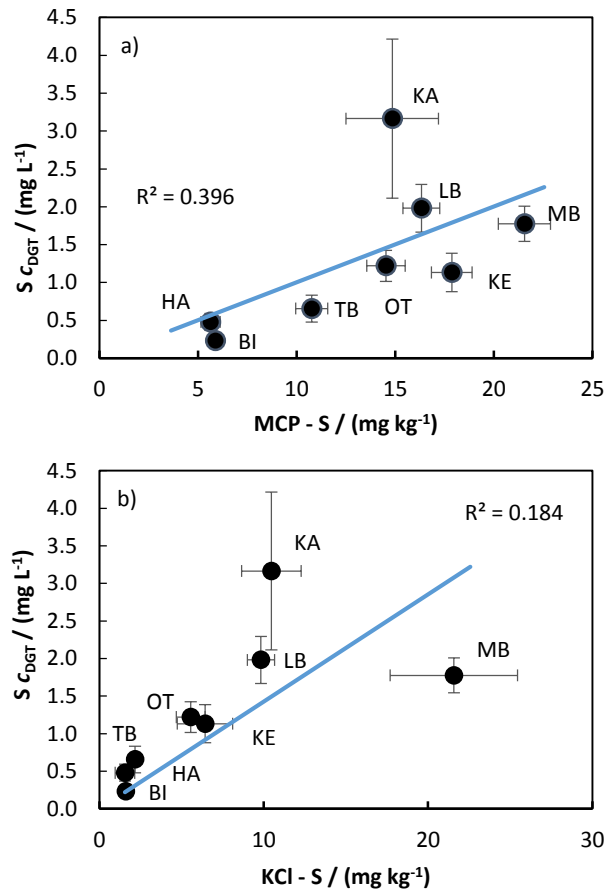 a)
S c_DGT / (mg L⁻¹)
4.5
4.0
3.5
3.0
2.5
2.0
1.5
1.0
0.5
0.0
KA
R² = 0.396
LB
MB
HA
TB
OT
KE
BI
0 5 10 15 20 25
MCP - S / (mg kg⁻¹)
b)
S c_DGT / (mg L⁻¹)
4.5
4.0
3.5
3.0
2.5
2.0
1.5
1.0
0.5
0.0
R² = 0.184
KA
LB
MB
OT
TB
KE
HA
BI
0 10 20 30
KCl - S / (mg kg⁻¹)